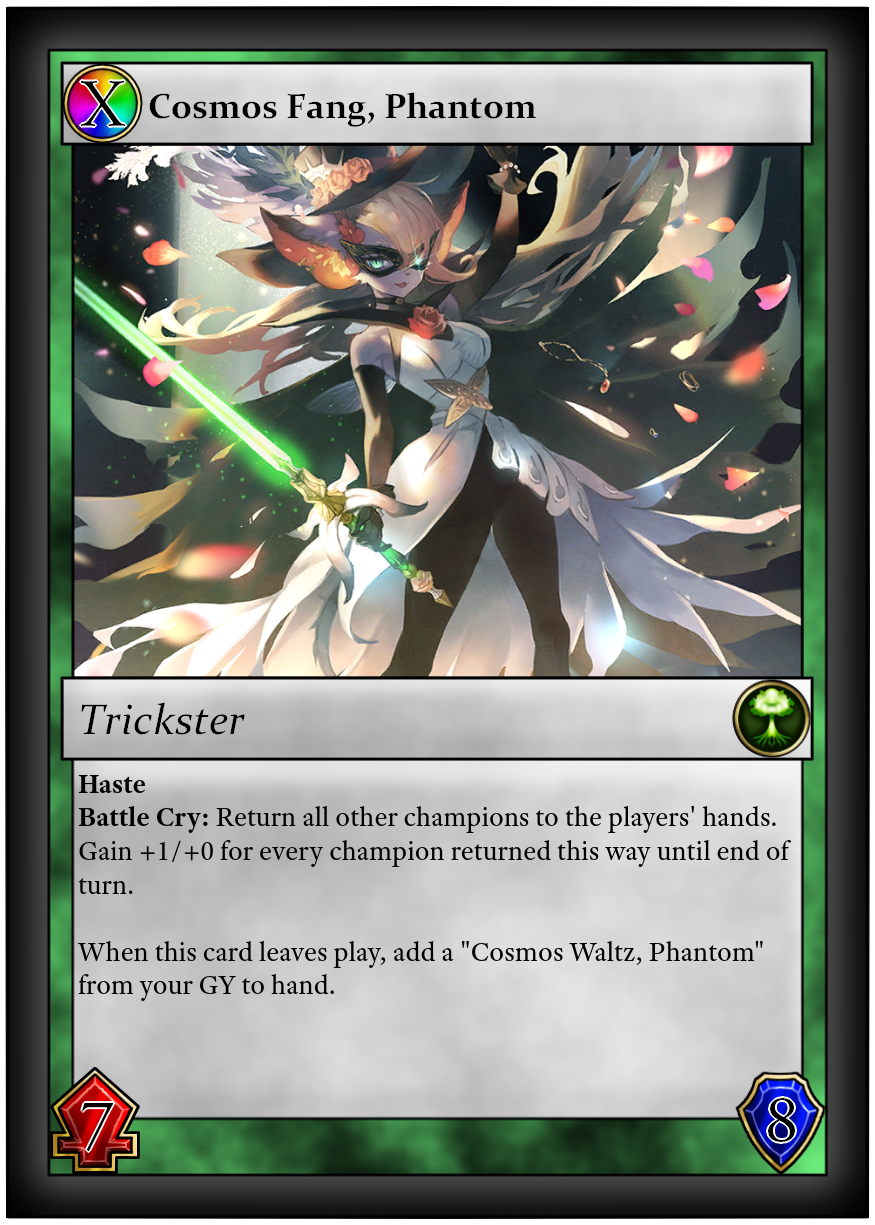 X Cosmos Fang, Phantom
Trickster
Haste
Battle Cry: Return all other champions to the players' hands.
Gain +1/+0 for every champion returned this way until end of
turn.
When this card leaves play, add a "Cosmos Waltz, Phantom"
from your GY to hand.
7
8